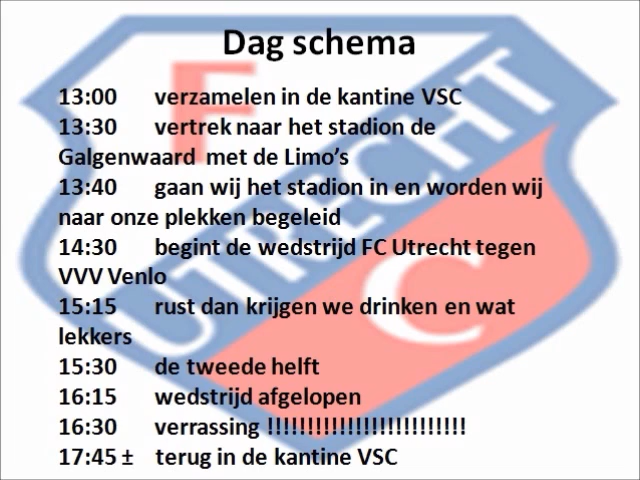 Dag schema
13:00 verzamelen in de kantine VSC
13:30 vertrek naar het stadion de
Galgenwaard met de Limo's
13:40 gaan wij het stadion in en worden wij
naar onze plekken begeleid
14:30 begint de wedstrijd FC Utrecht tegen
VVV Venlo
15:15 rust dan krijgen we drinken en wat
lekkers
15:30 de tweede helft
16:15 wedstrijd afgelopen
16:30 verrassing !!!!!!!!!!!!!!!!!!!!!!!!!
17:45 ± terug in de kantine VSC
F
UTRECHT
C